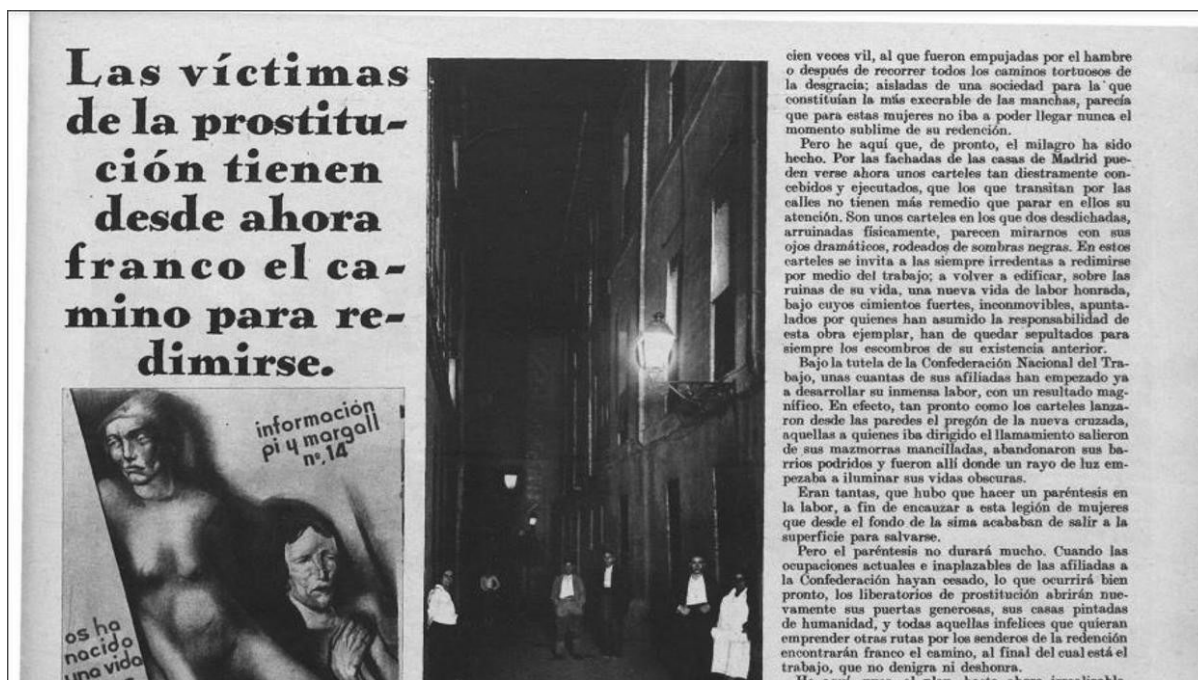 Las víctimas
de la prostitu-
ción tienen
desde ahora
franco el ca-
mino para re-
dimirse.
información
pi y margall
nº. 14
os ha
nacido
una vida
cien veces vil, al que fueron empujadas por el hambre
o después de recorrer todos los caminos tortuosos de
la desgracia; aisladas de una sociedad para la que
constituían la más execrable de las manchas, parecía
que para estas mujeres no iba a poder llegar nunca el
momento sublime de su redención.
Pero he aquí que, de pronto, el milagro ha sido
hecho. Por las fachadas de las casas de Madrid pue-
den verse ahora unos carteles tan diestramente con-
cebidos y ejecutados, que los que transitan por las
calles no tienen más remedio que parar en ellos su
atención. Son unos carteles en los que dos desdichadas,
arruinadas físicamente, parecen mirarnos con sus
ojos dramáticos, rodeados de sombras negras. En estos
carteles se invita a las siempre irredentas a redimirse
por medio del trabajo; a volver a edificar, sobre las
ruinas de su vida, una nueva vida de labor honrada,
bajo cuyos cimientos fuertes, inconmovibles, apunta-
lados por quienes han asumido la responsabilidad de
esta obra ejemplar, han de quedar sepultados para
siempre los escombros de su existencia anterior.
Bajo la tutela de la Confederación Nacional del Tra-
bajo, unas cuantas de sus afiliadas han empezado ya
a desarrollar su inmensa labor, con un resultado mag-
nífico. En efecto, tan pronto como los carteles lanza-
ron desde las paredes el pregón de la nueva cruzada,
aquellas a quienes iba dirigido el llamamiento salieron
de sus mazmorras mancilladas, abandonaron sus ba-
rrios podridos y fueron allí donde un rayo de luz em-
pezaba a iluminar sus vidas obscuras.
Eran tantas, que hubo que hacer un paréntesis en
la labor, a fin de encauzar a esta legión de mujeres
que desde el fondo de la sima acababan de salir a la
superficie para salvarse.
Pero el paréntesis no durará mucho. Cuando las
ocupaciones actuales e inaplazables de las afiliadas a
la Confederación hayan cesado, lo que ocurrirá bien
pronto, los liberatorios de prostitución abrirán nue-
vamente sus puertas generosas, sus casas pintadas
de humanidad, y todas aquellas infelices que quieran
emprender otras rutas por los senderos de la redención
encontrarán franco el camino, al final del cual está el
trabajo, que no denigra ni deshonra.